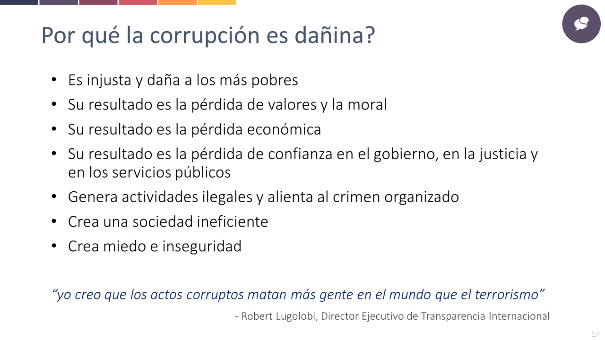 Por qué la corrupción es dañina?
• Es injusta y daña a los más pobres
• Su resultado es la pérdida de valores y la moral
• Su resultado es la pérdida económica
• Su resultado es la pérdida de confianza en el gobierno, en la justicia y
en los servicios públicos
• Genera actividades ilegales y alienta al crimen organizado
• Crea una sociedad ineficiente
• Crea miedo e inseguridad
“yo creo que los actos corruptos matan más gente en el mundo que el terrorismo”
- Robert Lugolobi, Director Ejecutivo de Transparencia Internacional
14